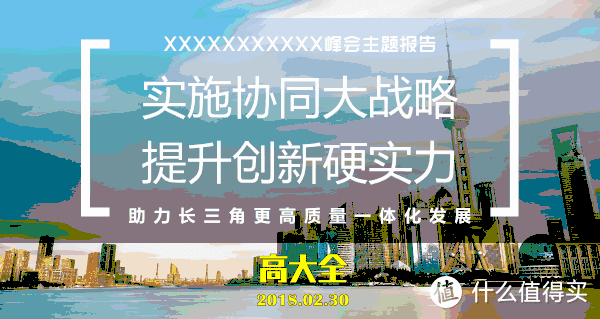 XXXXXXXXXXX峰会主题报告
实施协同大战略
提升创新硬实力
助力长三角更高质量一体化发展
高大全
2018.02.30
值 什么值得买